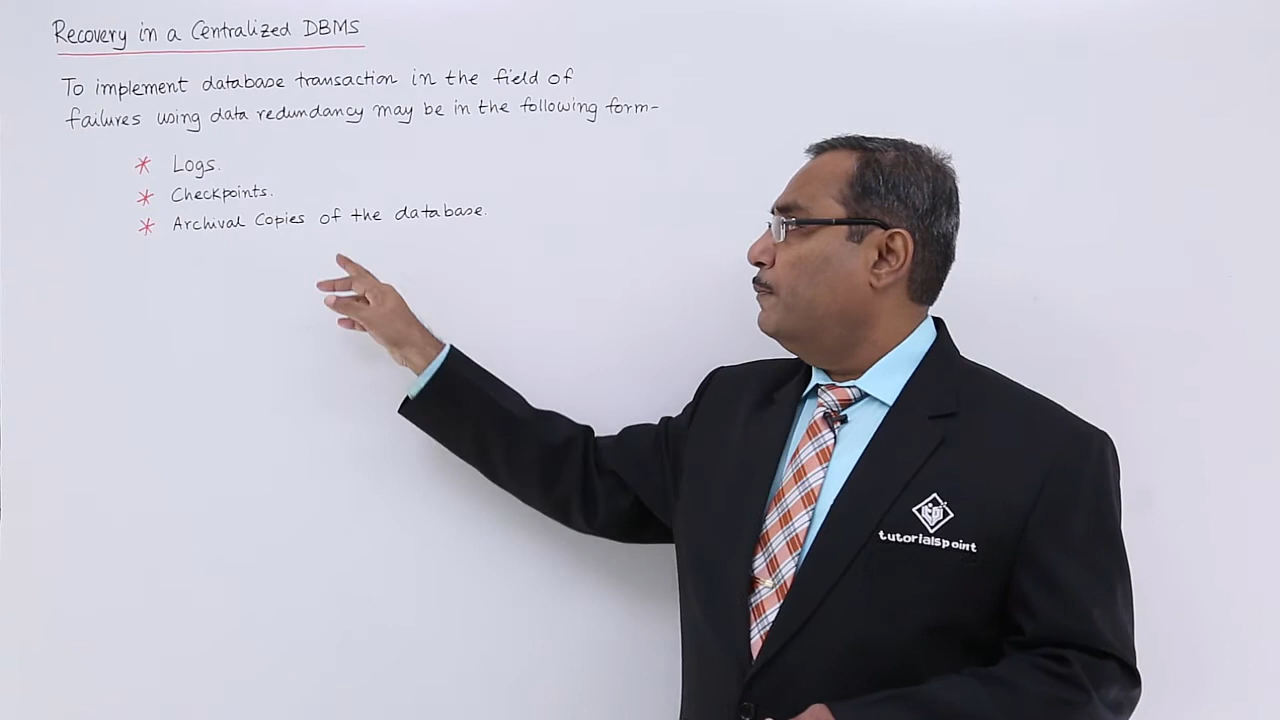 Recovery in a Centralized DBMS
To implement database transaction in the field of
failures using data redundancy may be in the following form-
* Logs.
* Checkpoints.
* Archival Copies of the database.
tutorialspoint